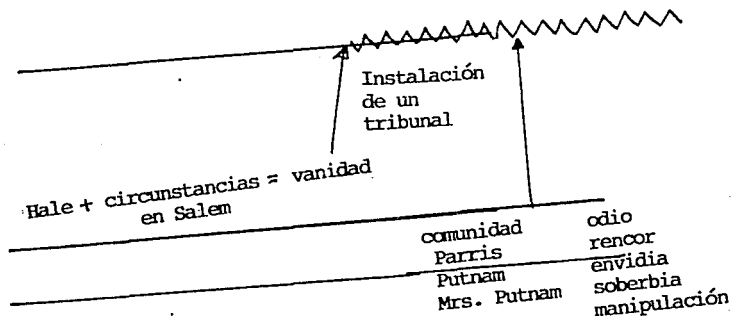 Instalación
de un
tribunal
Hale + circunstancias = vanidad
en Salem
comunidad odio
Parris rencor
Putnam envidia
Mrs. Putnam soberbia
manipulación